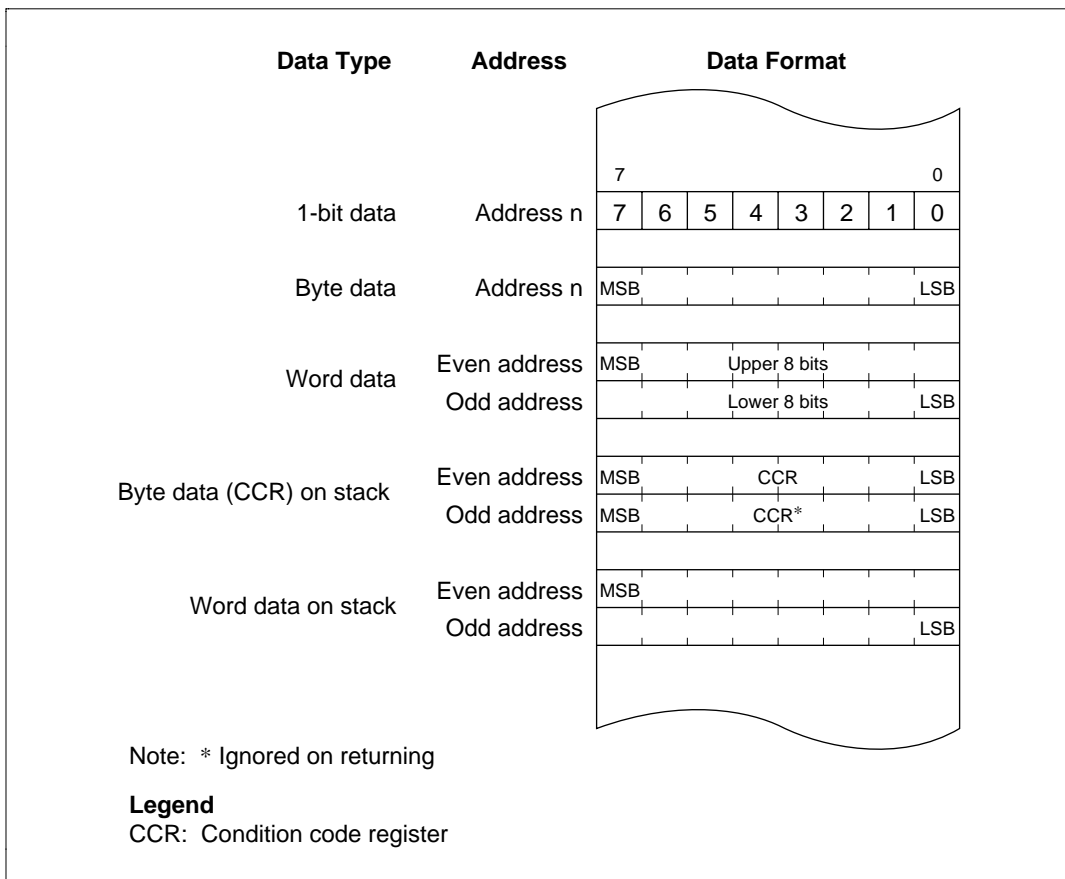 Data Type Address Data Format
7 0
1-bit data Address n 7 6 5 4 3 2 1 0
Byte data Address n MSB LSB
Word data
Even address MSB Upper 8 bits
Odd address Lower 8 bits LSB
Byte data (CCR) on stack
Even address MSB CCR LSB
Odd address MSB CCR* LSB
Word data on stack
Even address MSB
Odd address LSB
Note: * Ignored on returning
Legend
CCR: Condition code register